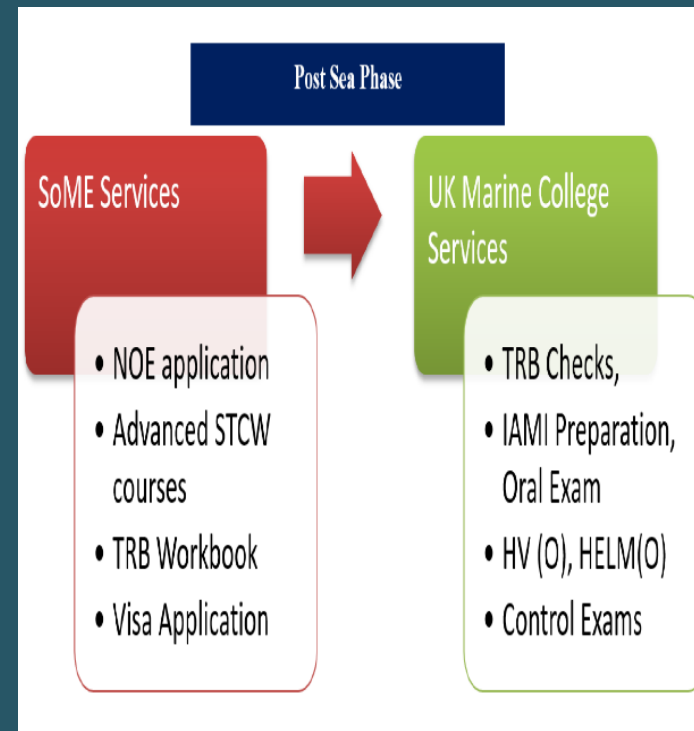 Post Sea Phase
SoME Services
• NOE application
• Advanced STCW
courses
• TRB Workbook
• Visa Application
UK Marine College
Services
• TRB Checks,
• IAMI Preparation,
Oral Exam
• HV (O), HELM(O)
• Control Exams